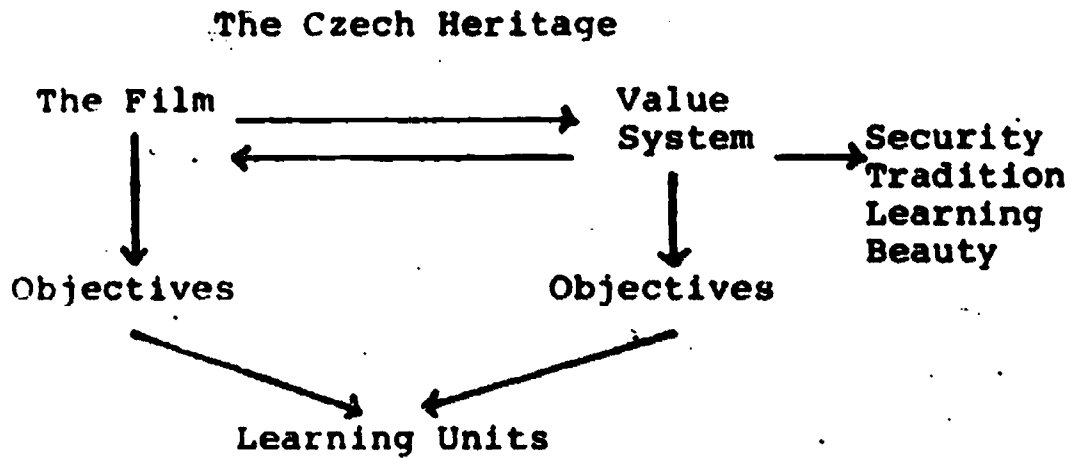 The Czech Heritage
The Film
Value
System
Security
Tradition
Learning
Beauty
Objectives
Objectives
Learning Units